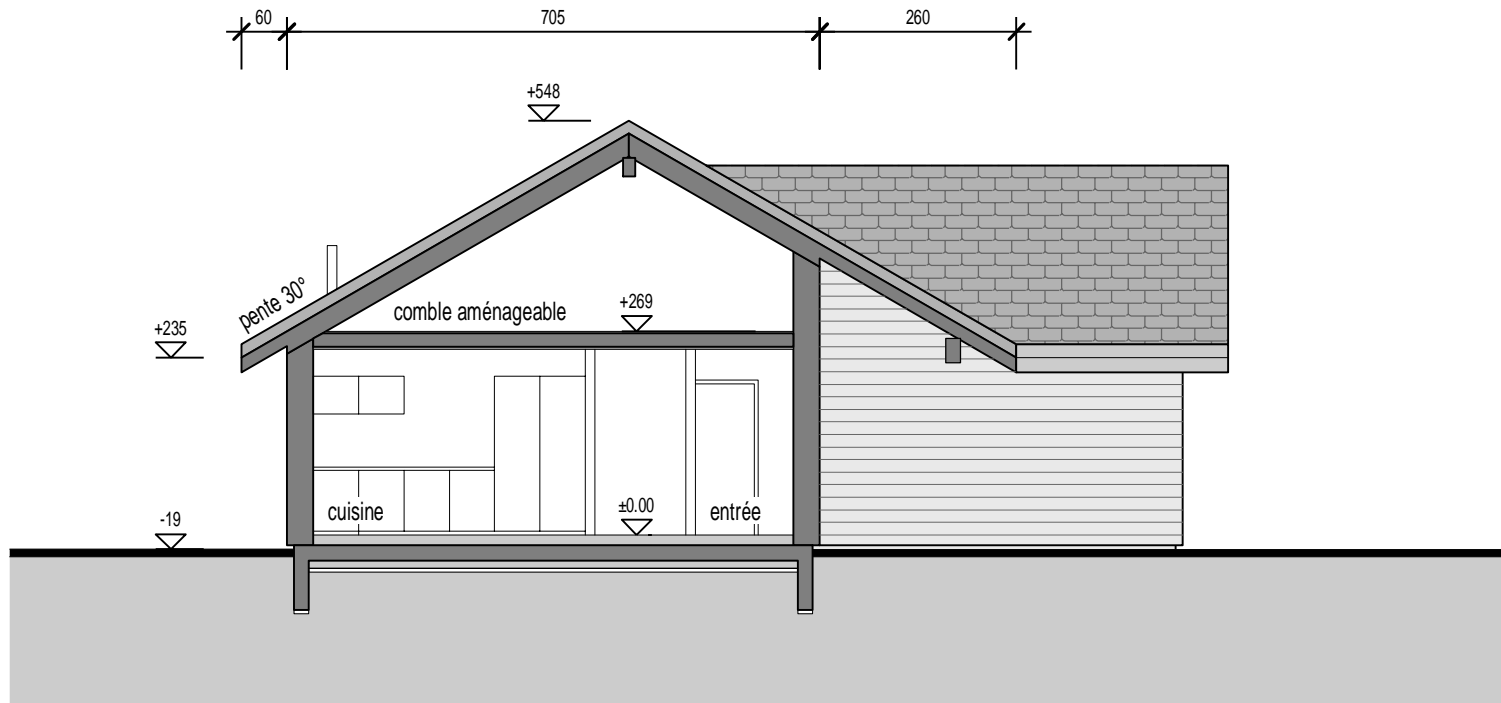 60
705
260
+548
pente 30°
+235
comble aménageable
+269
cuisine
±0.00
entrée
-19